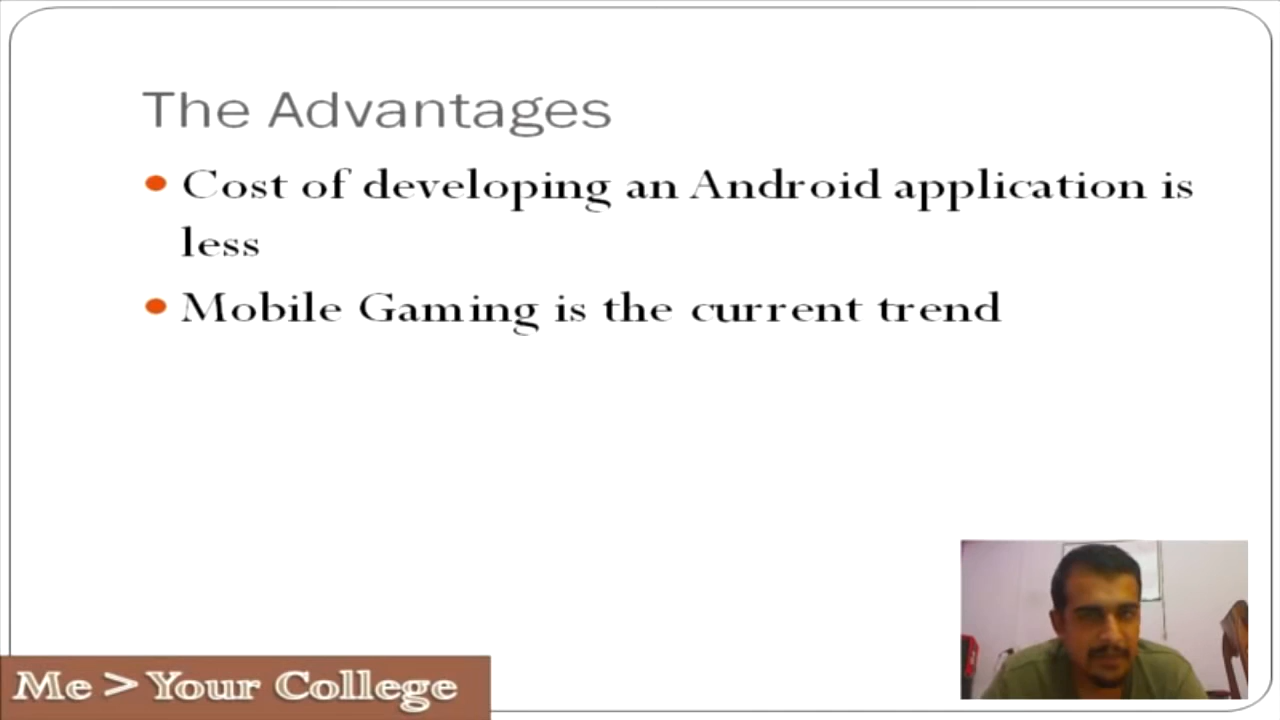 The Advantages
Cost of developing an Android application is
less
Mobile Gaming is the current trend
Me > Your College